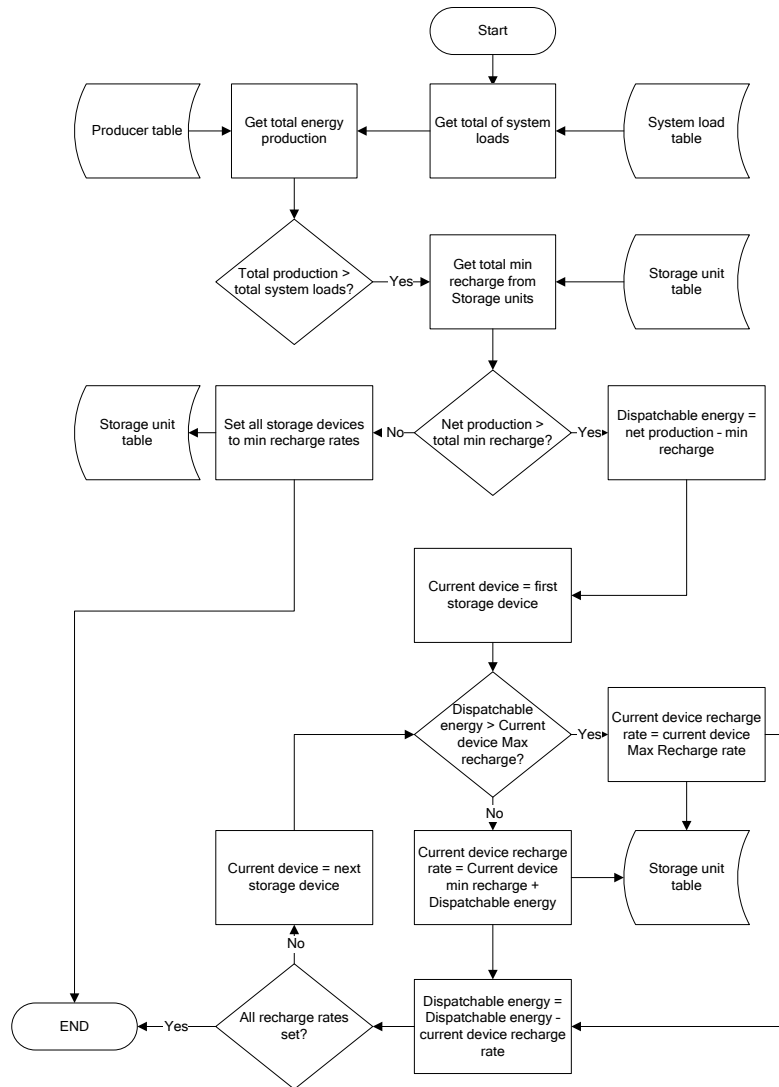 Start
Producer table
Get total energy
production
Get total of system
loads
System load
table
Total production >
total system loads?
Yes
Get total min
recharge from
Storage units
Storage unit
table
Storage unit
table
Set all storage devices
to min recharge rates
No
Net production >
total min recharge?
Yes
Dispatchable energy =
net production - min
recharge
Current device = first
storage device
Dispatchable
energy > Current
device Max
recharge?
Yes
Current device recharge
rate = current device
Max Recharge rate
No
Current device = next
storage device
Current device recharge
rate = Current device
min recharge +
Dispatchable energy
Storage unit
table
No
END
Yes
All recharge rates
set?
Dispatchable energy =
Dispatchable energy -
current device recharge
rate